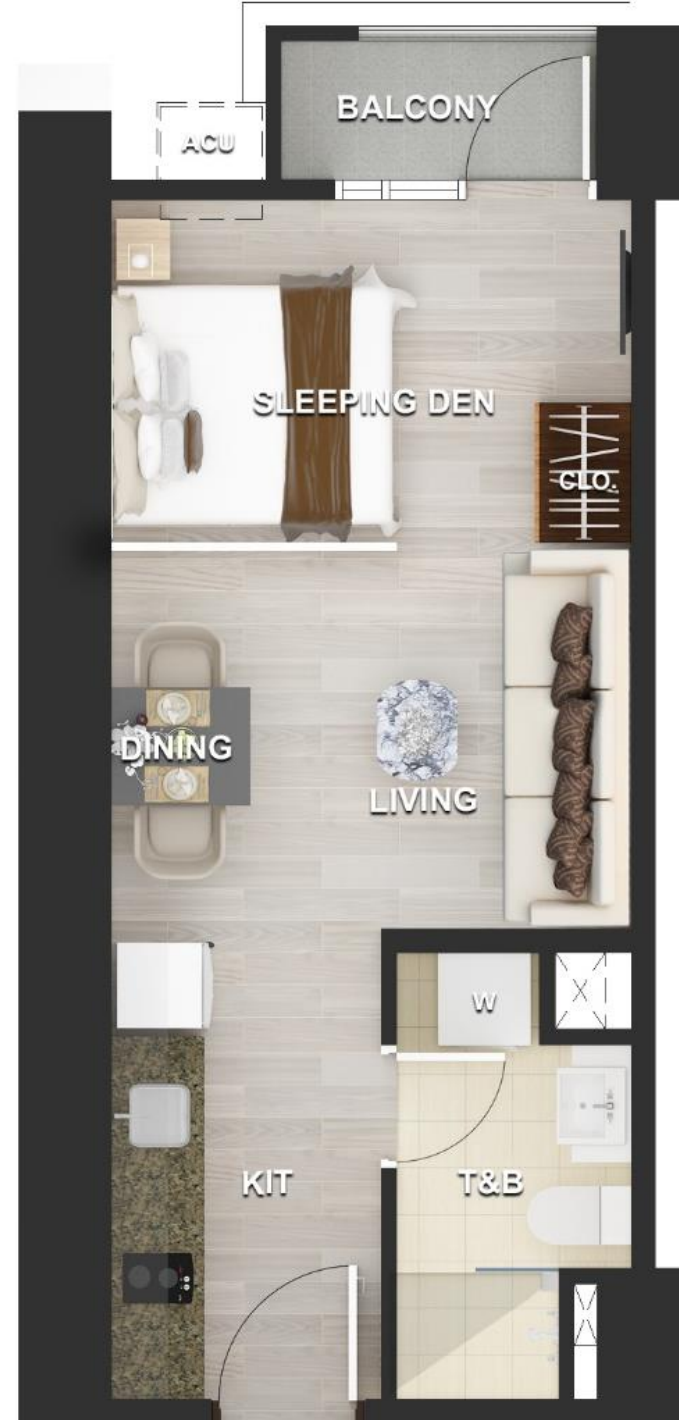 BALCONY
ACU
SLEEPING DEN
CLO.
DINING
LIVING
W
KIT
T&B